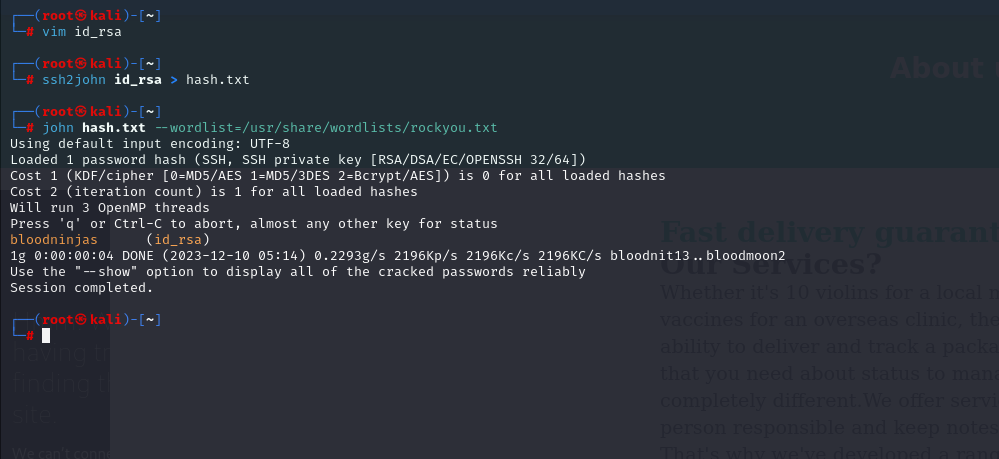 ┌──(root㉿kali)-[~]
└─# vim id_rsa
┌──(root㉿kali)-[~]
└─# ssh2john id_rsa > hash.txt
┌──(root㉿kali)-[~]
└─# john hash.txt --wordlist=/usr/share/wordlists/rockyou.txt
Using default input encoding: UTF-8
Loaded 1 password hash (SSH, SSH private key [RSA/DSA/EC/OPENSSH 32/64])
Cost 1 (KDF/cipher [0=MD5/AES 1=MD5/3DES 2=Bcrypt/AES]) is 0 for all loaded hashes
Cost 2 (iteration count) is 1 for all loaded hashes
Will run 3 OpenMP threads
Press 'q' or Ctrl-C to abort, almost any other key for status
bloodninjas      (id_rsa)
1g 0:00:00:04 DONE (2023-12-10 05:14) 0.2293g/s 2196Kp/s 2196Kc/s 2196KC/s bloodnit13..bloodmoon2
Use the "--show" option to display all of the cracked passwords reliably
Session completed.
┌──(root㉿kali)-[~]
└─#
About
Fast delivery guarant
Our Services?
Whether it's 10 violins for a local
vaccines for an overseas clinic, the
ability to deliver and track a packa
that you need about status to mana
completely different.We offer servi
person responsible and keep notes
That's why we've developed a rand
having tr
finding t
site.
We can't conne